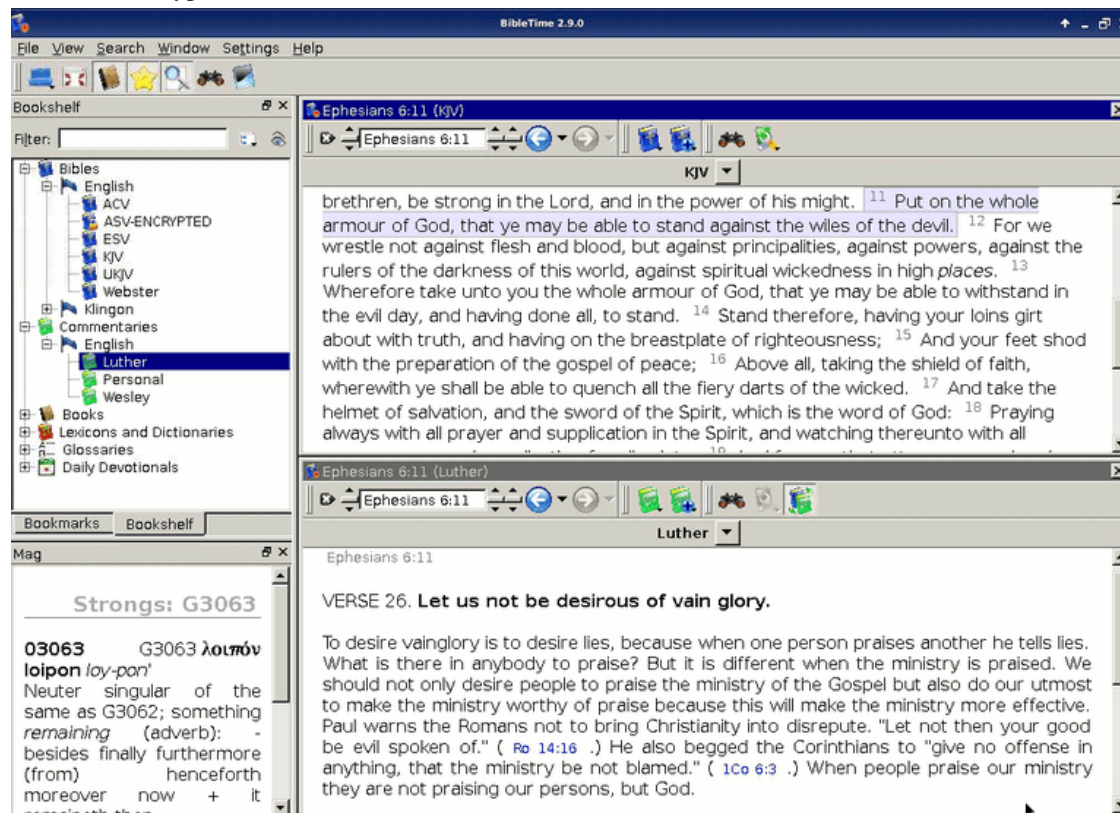 BibleTime 2.9.0
File View Search Window Settings Help
Bookshelf
Filter:
Bibles
English
ACV
ASV-ENCRYPTED
ESV
KJV
UKJV
Webster
Klingon
Commentaries
English
Luther
Personal
Wesley
Books
Lexicons and Dictionaries
Glossaries
Daily Devotionals
Bookmarks Bookshelf
Mag
Strongs: G3063
03063 G3063 λοιπόν
loipon loy-pon'
Neuter singular of the
same as G3062; something
remaining (adverb): -
besides finally furthermore
(from) henceforth
moreover now + it
Ephesians 6:11 (KJV)
Ephesians 6:11
KJV
brethren, be strong in the Lord, and in the power of his might. 11 Put on the whole
armour of God, that ye may be able to stand against the wiles of the devil. 12 For we
wrestle not against flesh and blood, but against principalities, against powers, against the
rulers of the darkness of this world, against spiritual wickedness in high places. 13
Wherefore take unto you the whole armour of God, that ye may be able to withstand in
the evil day, and having done all, to stand. 14 Stand therefore, having your loins girt
about with truth, and having on the breastplate of righteousness; 15 And your feet shod
with the preparation of the gospel of peace; 16 Above all, taking the shield of faith,
wherewith ye shall be able to quench all the fiery darts of the wicked. 17 And take the
helmet of salvation, and the sword of the Spirit, which is the word of God: 18 Praying
always with all prayer and supplication in the Spirit, and watching thereunto with all
Ephesians 6:11 (Luther)
Ephesians 6:11
Luther
Ephesians 6:11
VERSE 26. Let us not be desirous of vain glory.
To desire vainglory is to desire lies, because when one person praises another he tells lies.
What is there in anybody to praise? But it is different when the ministry is praised. We
should not only desire people to praise the ministry of the Gospel but also do our utmost
to make the ministry worthy of praise because this will make the ministry more effective.
Paul warns the Romans not to bring Christianity into disrepute. "Let not then your good
be evil spoken of." ( Ro 14:16 .) He also begged the Corinthians to "give no offense in
anything, that the ministry be not blamed." ( 1Co 6:3 .) When people praise our ministry
they are not praising our persons, but God.